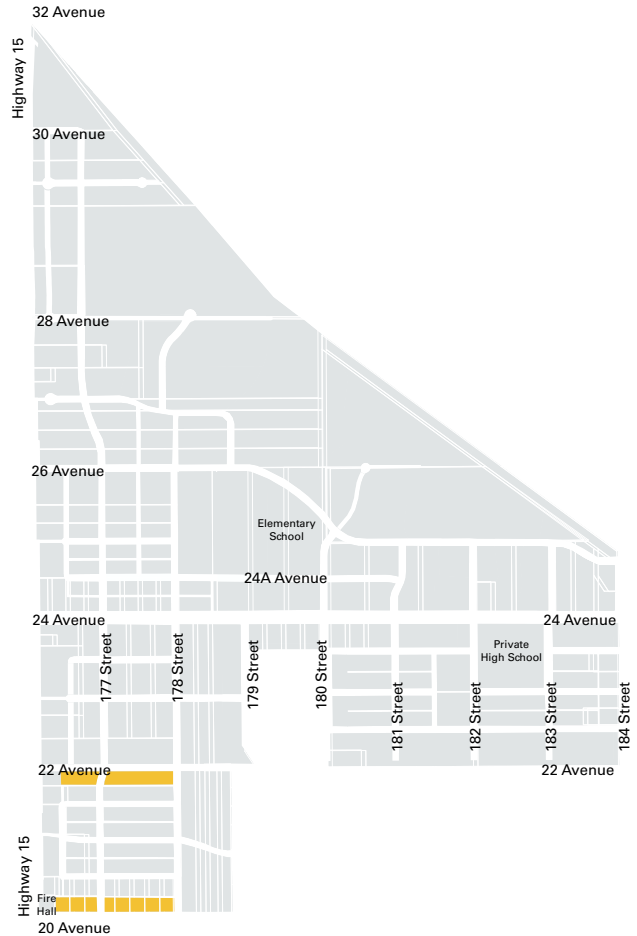 32 Avenue
Highway 15
30 Avenue
28 Avenue
26 Avenue
Elementary
School
24A Avenue
24 Avenue
24 Avenue
177 Street
178 Street
179 Street
180 Street
Private
High School
181 Street
182 Street
183 Street
184 Street
22 Avenue
22 Avenue
Highway 15
Fire
Hall
20 Avenue